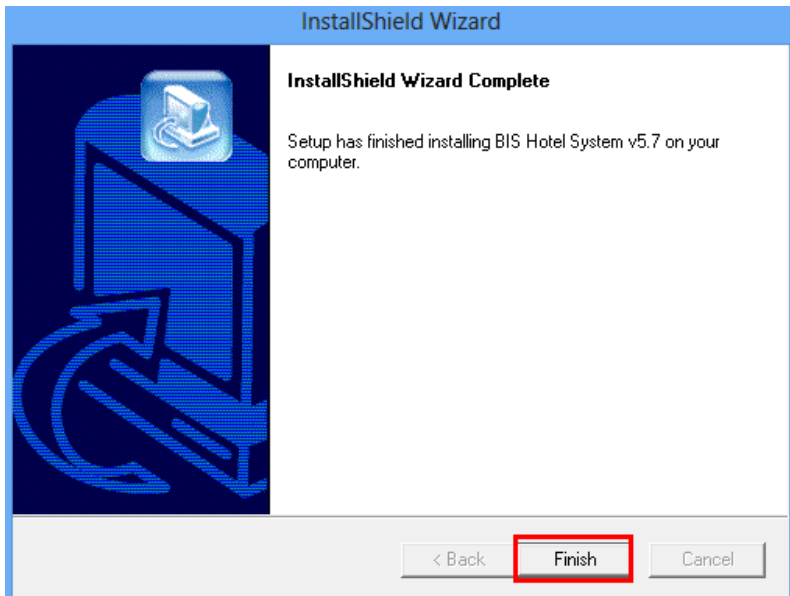 InstallShield Wizard
InstallShield Wizard Complete
Setup has finished installing BIS Hotel System v5.7 on your
computer.
< Back Finish Cancel